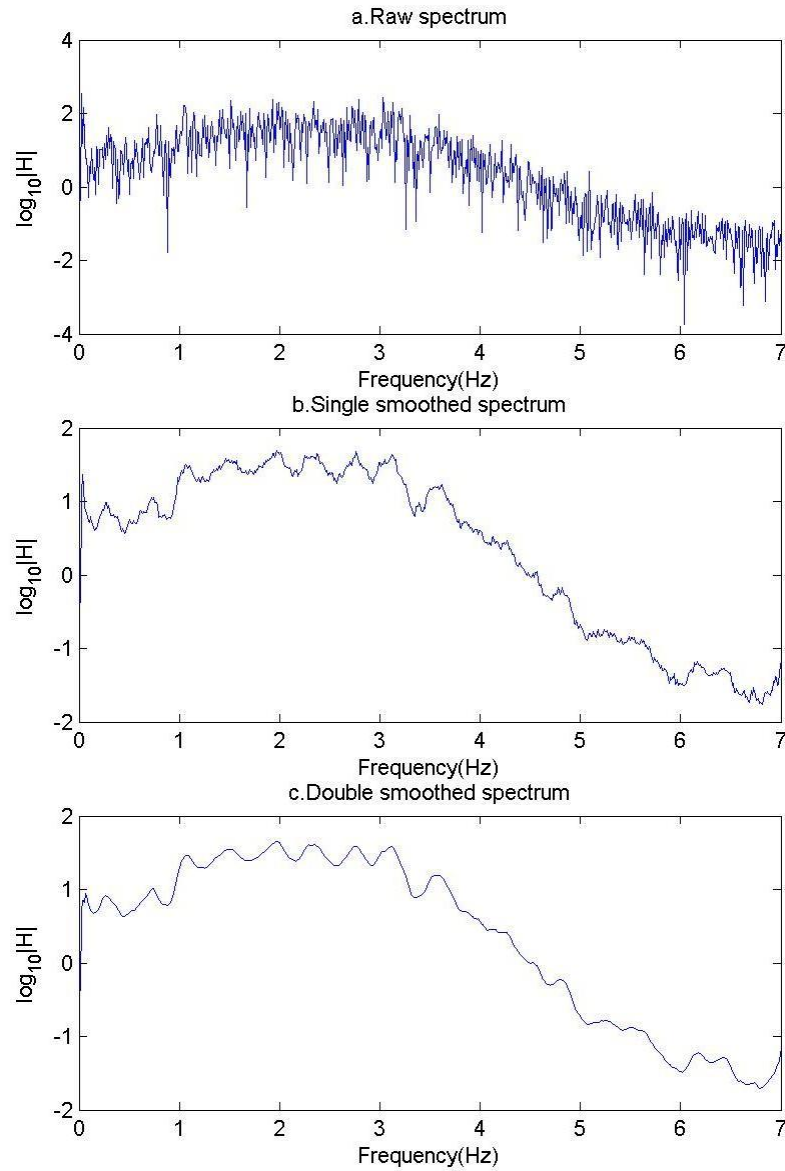 a.Raw spectrum
4
2
0
-2
-4
log10|H|
0 1 2 3 4 5 6 7
Frequency(Hz)
b.Single smoothed spectrum
2
1
0
-1
-2
log10|H|
0 1 2 3 4 5 6 7
Frequency(Hz)
c.Double smoothed spectrum
2
1
0
-1
-2
log10|H|
0 1 2 3 4 5 6 7
Frequency(Hz)